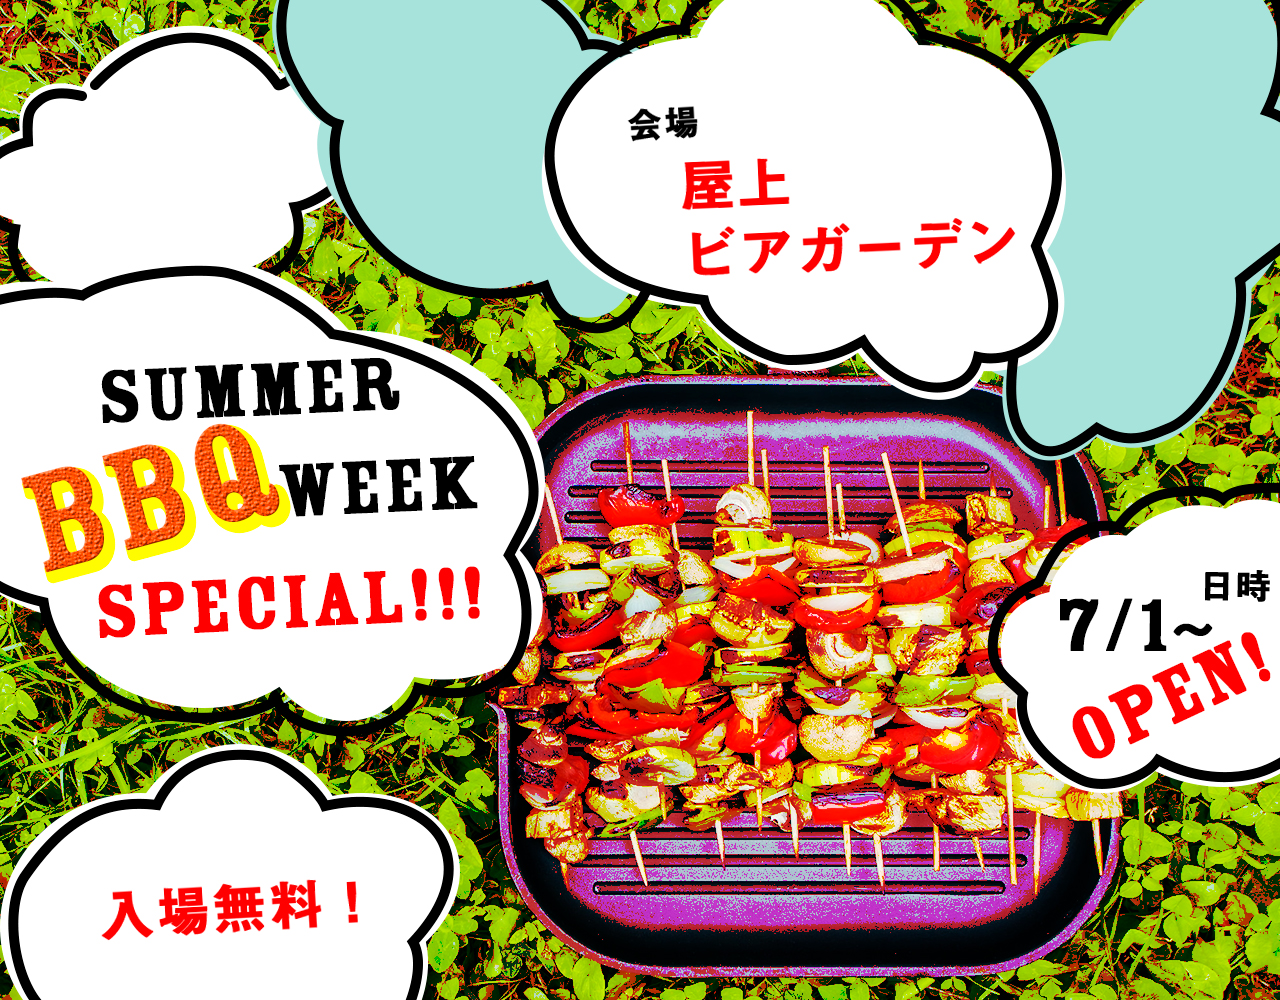 会場
屋上
ビアガーデン
SUMMER
BBQ WEEK
SPECIAL!!!
日時
7/1～
OPEN!
入場無料！